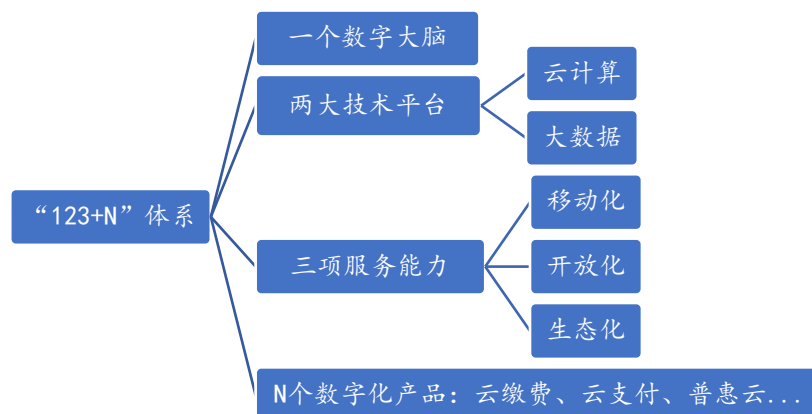 “123+N”体系
一个数字大脑
两大技术平台
云计算
大数据
三项服务能力
移动化
开放化
生态化
N个数字化产品：云缴费、云支付、普惠云...